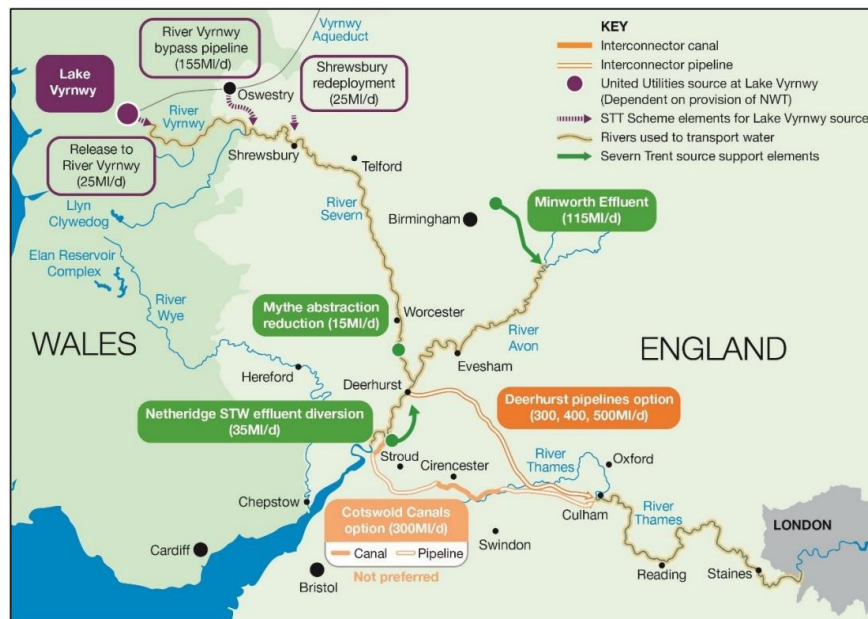 River Vyrnwy
bypass pipeline
(155Ml/d)
Vyrnwy
Aqueduct
Lake
Vyrnwy
Oswestry
Shrewsbury
redeployment
(25Ml/d)
River
Vyrnwy
Release to
River Vyrnwy
(25Ml/d)
Shrewsbury
Telford
River
Severn
Llyn
Clywedog
Elan Reservoir
Complex
River
Wye
Birmingham
Minworth Effluent
(115Ml/d)
Mythe abstraction
reduction (15Ml/d)
Worcester
River
Avon
WALES
ENGLAND
Hereford
Evesham
Deerhurst
Netheridge STW effluent diversion
(35Ml/d)
Deerhurst pipelines option
(300, 400, 500Ml/d)
Stroud
Cirencester
River
Thames
Oxford
Chepstow
Cotswold Canals
option (300Ml/d)
Canal
Pipeline
Not preferred
Culham
River
Thames
LONDON
Cardiff
Bristol
Swindon
Reading
Staines
KEY
Interconnector canal
Interconnector pipeline
United Utilities source at Lake Vyrnwy
(Dependent on provision of NWT)
STT Scheme elements for Lake Vyrnwy source
Rivers used to transport water
Severn Trent source support elements